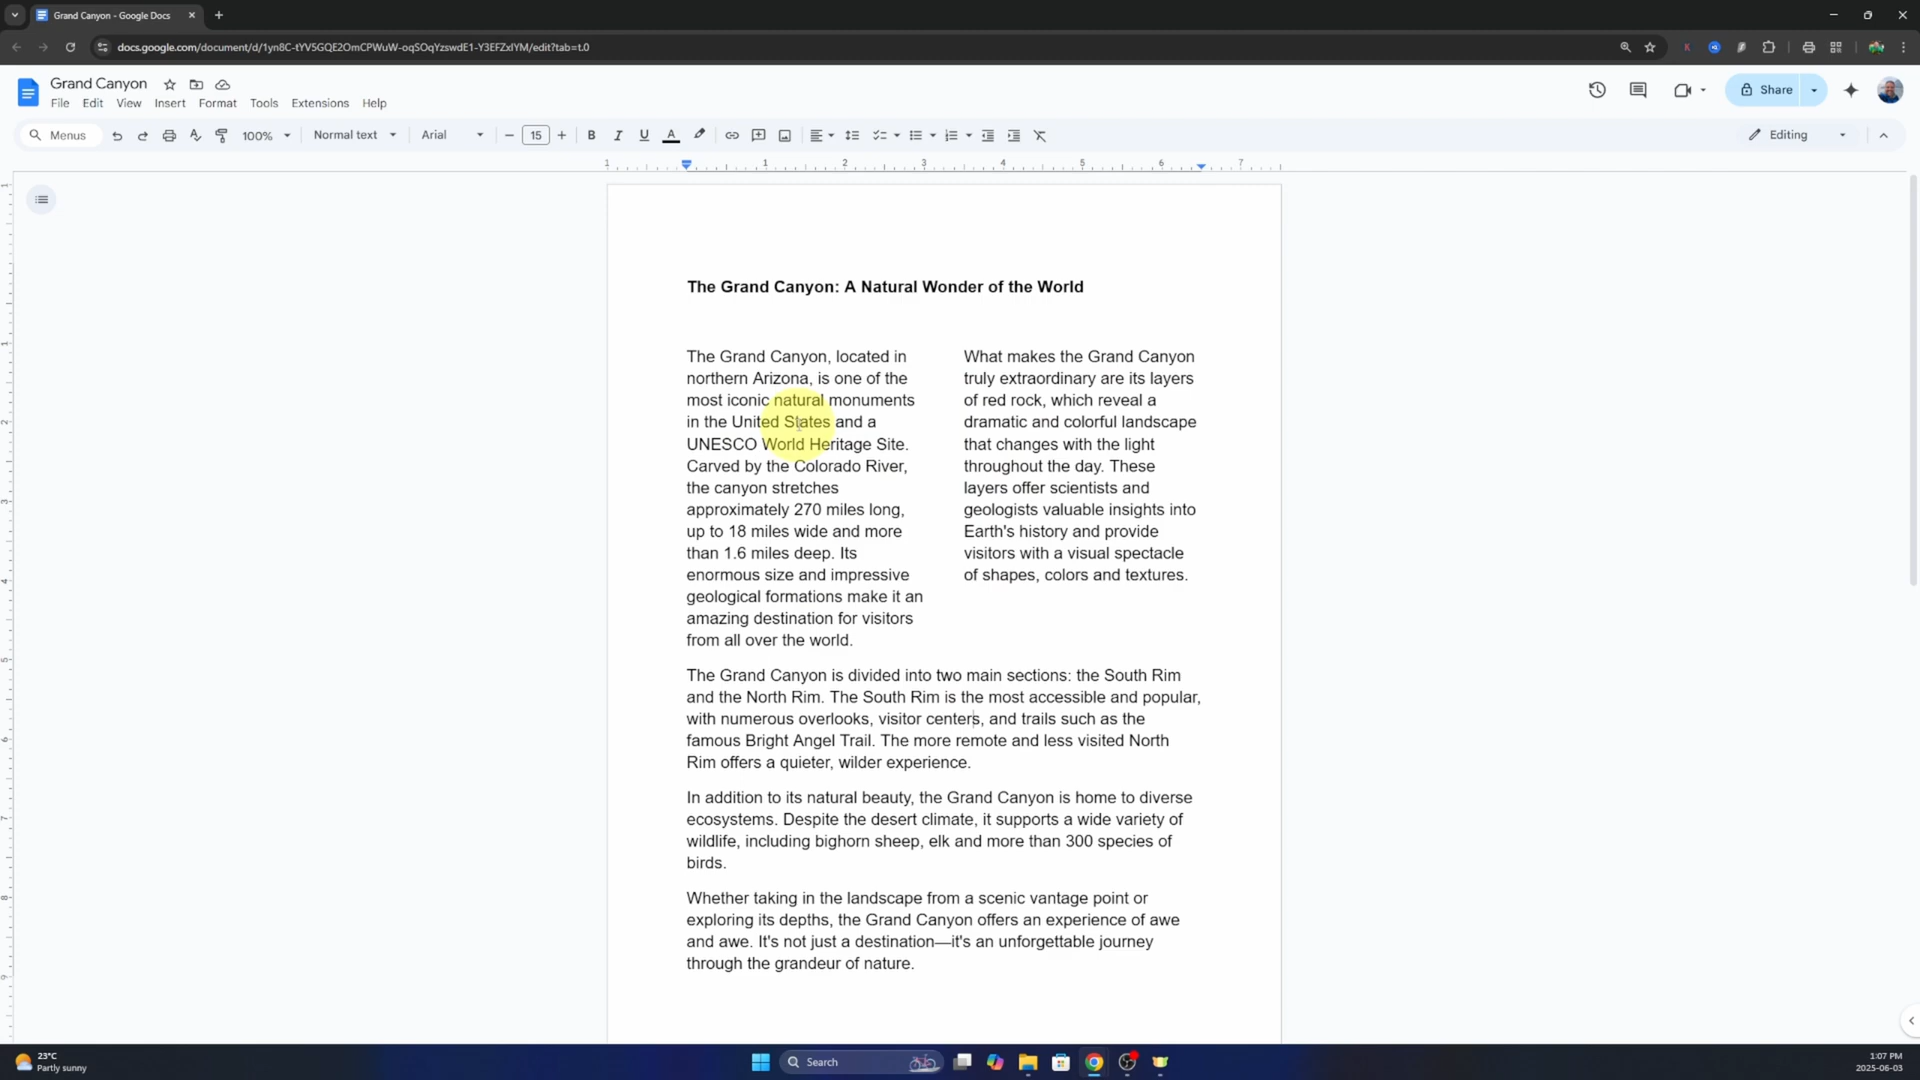 Grand Canyon - Google Docs
docs.google.com/document/d/1yn8C-tYV5GQE2OmCPWuW-oqSOqYzswdE1-Y3EFZxlYM/edit?tab=t.0
Grand Canyon
File Edit View Insert Format Tools Extensions Help
Share
Menus 100% Normal text Arial 15 B I U A Editing
1 1 2 3 4 5 6 7
The Grand Canyon: A Natural Wonder of the World
The Grand Canyon, located in
northern Arizona, is one of the
most iconic natural monuments
in the United States and a
UNESCO World Heritage Site.
Carved by the Colorado River,
the canyon stretches
approximately 270 miles long,
up to 18 miles wide and more
than 1.6 miles deep. Its
enormous size and impressive
geological formations make it an
amazing destination for visitors
from all over the world.
What makes the Grand Canyon
truly extraordinary are its layers
of red rock, which reveal a
dramatic and colorful landscape
that changes with the light
throughout the day. These
layers offer scientists and
geologists valuable insights into
Earth's history and provide
visitors with a visual spectacle
of shapes, colors and textures.
The Grand Canyon is divided into two main sections: the South Rim
and the North Rim. The South Rim is the most accessible and popular,
with numerous overlooks, visitor centers, and trails such as the
famous Bright Angel Trail. The more remote and less visited North
Rim offers a quieter, wilder experience.
In addition to its natural beauty, the Grand Canyon is home to diverse
ecosystems. Despite the desert climate, it supports a wide variety of
wildlife, including bighorn sheep, elk and more than 300 species of
birds.
Whether taking in the landscape from a scenic vantage point or
exploring its depths, the Grand Canyon offers an experience of awe
and awe. It's not just a destination—it's an unforgettable journey
through the grandeur of nature.
23°C
Partly sunny
Search
1:07 PM
2025-06-03